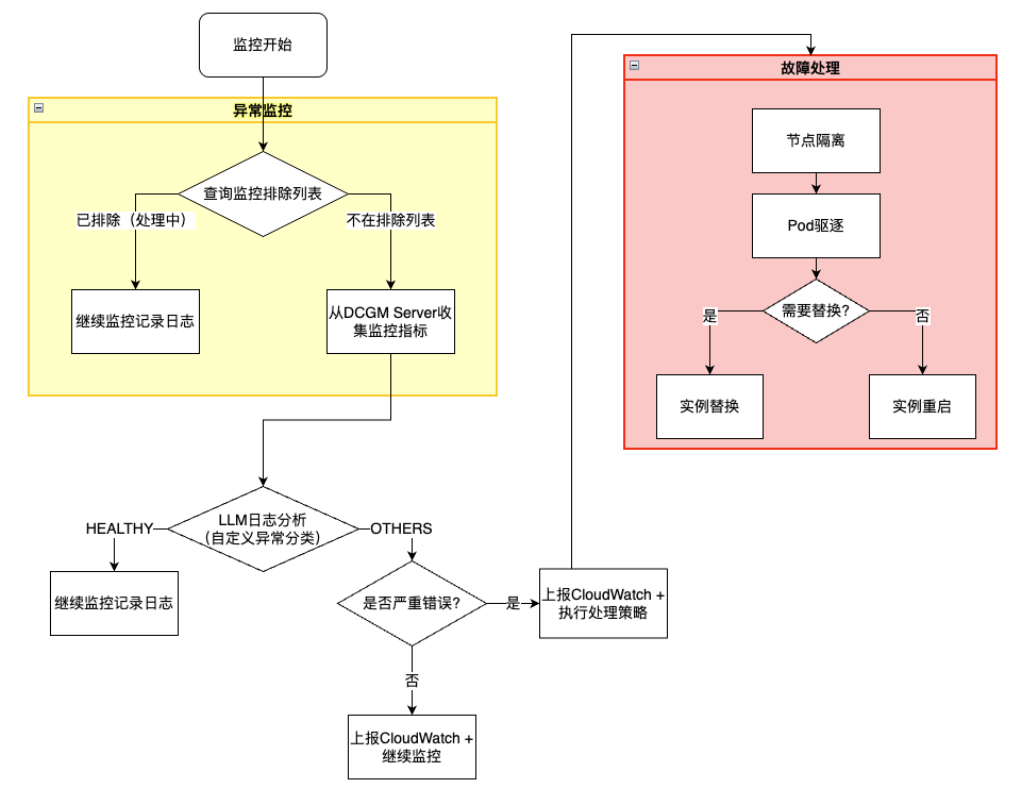 监控开始
异常监控
查询监控排除列表
已排除（处理中）
不在排除列表
继续监控记录日志
从DCGM Server收
集监控指标
LLM日志分析
（自定义异常分类）
HEALTHY
OTHERS
继续监控记录日志
是否严重错误?
是
上报CloudWatch +
执行处理策略
否
上报CloudWatch +
继续监控
故障处理
节点隔离
Pod驱逐
需要替换?
是
否
实例替换
实例重启